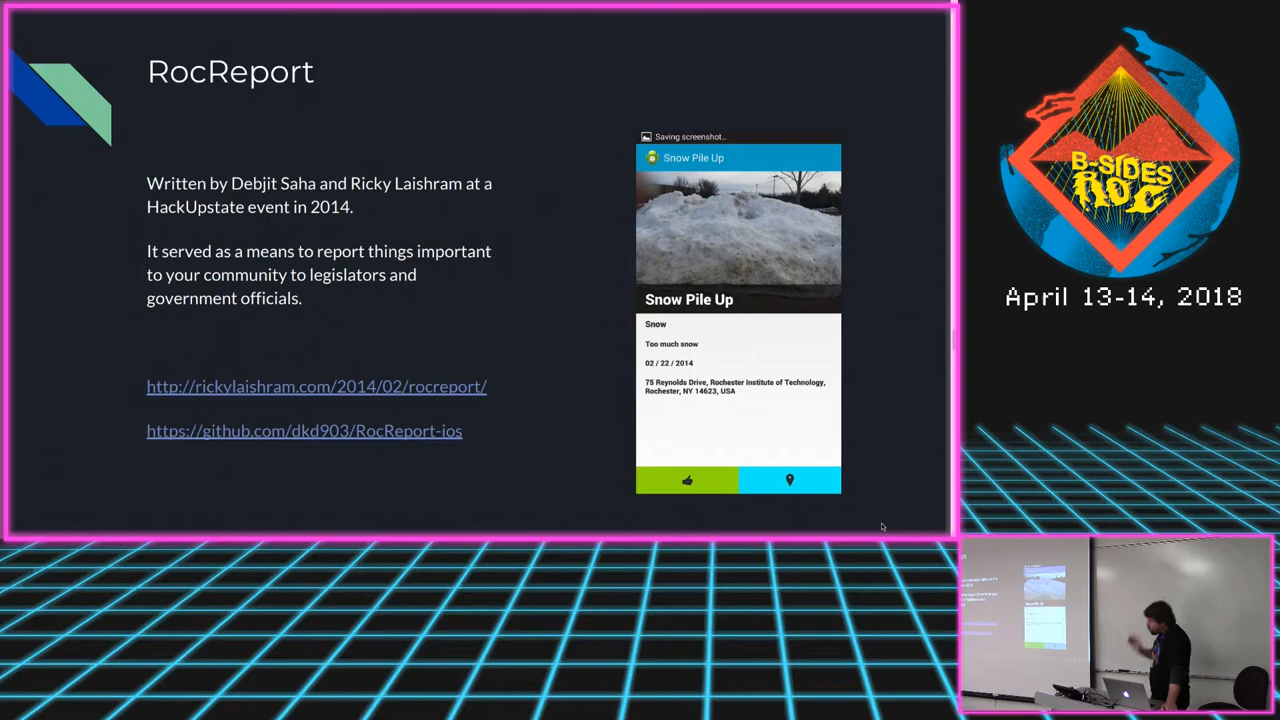 RocReport
Written by Debjit Saha and Ricky Laishram at a
HackUpstate event in 2014.
It served as a means to report things important
to your community to legislators and
government officials.
http://rickylaishram.com/2014/02/rocreport/
https://github.com/dkd903/RocReport-ios
Saving screenshot...
Snow Pile Up
Snow Pile Up
Snow
Too much snow
02 / 22 / 2014
75 Reynolds Drive, Rochester Institute of Technology,
Rochester, NY 14623, USA
B-SIDES
ROC
April 13-14, 2018